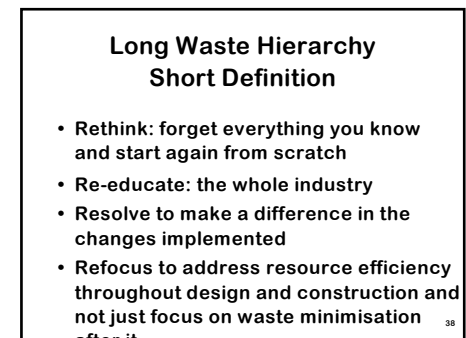 Long Waste Hierarchy
Short Definition
• Rethink: forget everything you know
and start again from scratch
• Re-educate: the whole industry
• Resolve to make a difference in the
changes implemented
• Refocus to address resource efficiency
throughout design and construction and
not just focus on waste minimisation
after it
38